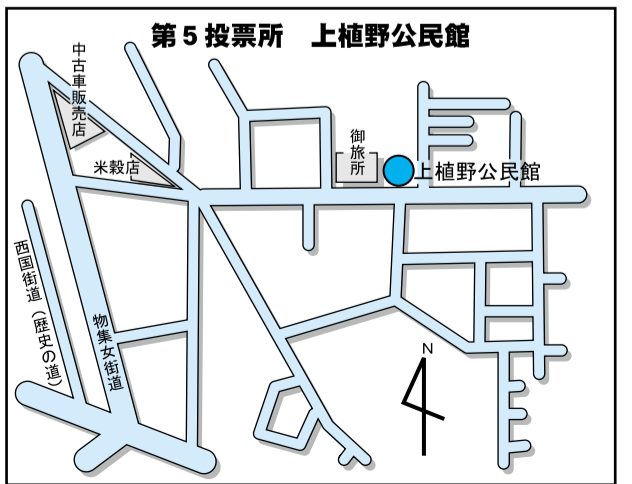 第5投票所　上植野公民館
中古車販売店
米穀店
御旅所
上植野公民館
西国街道（歴史の道）
物集女街道
N